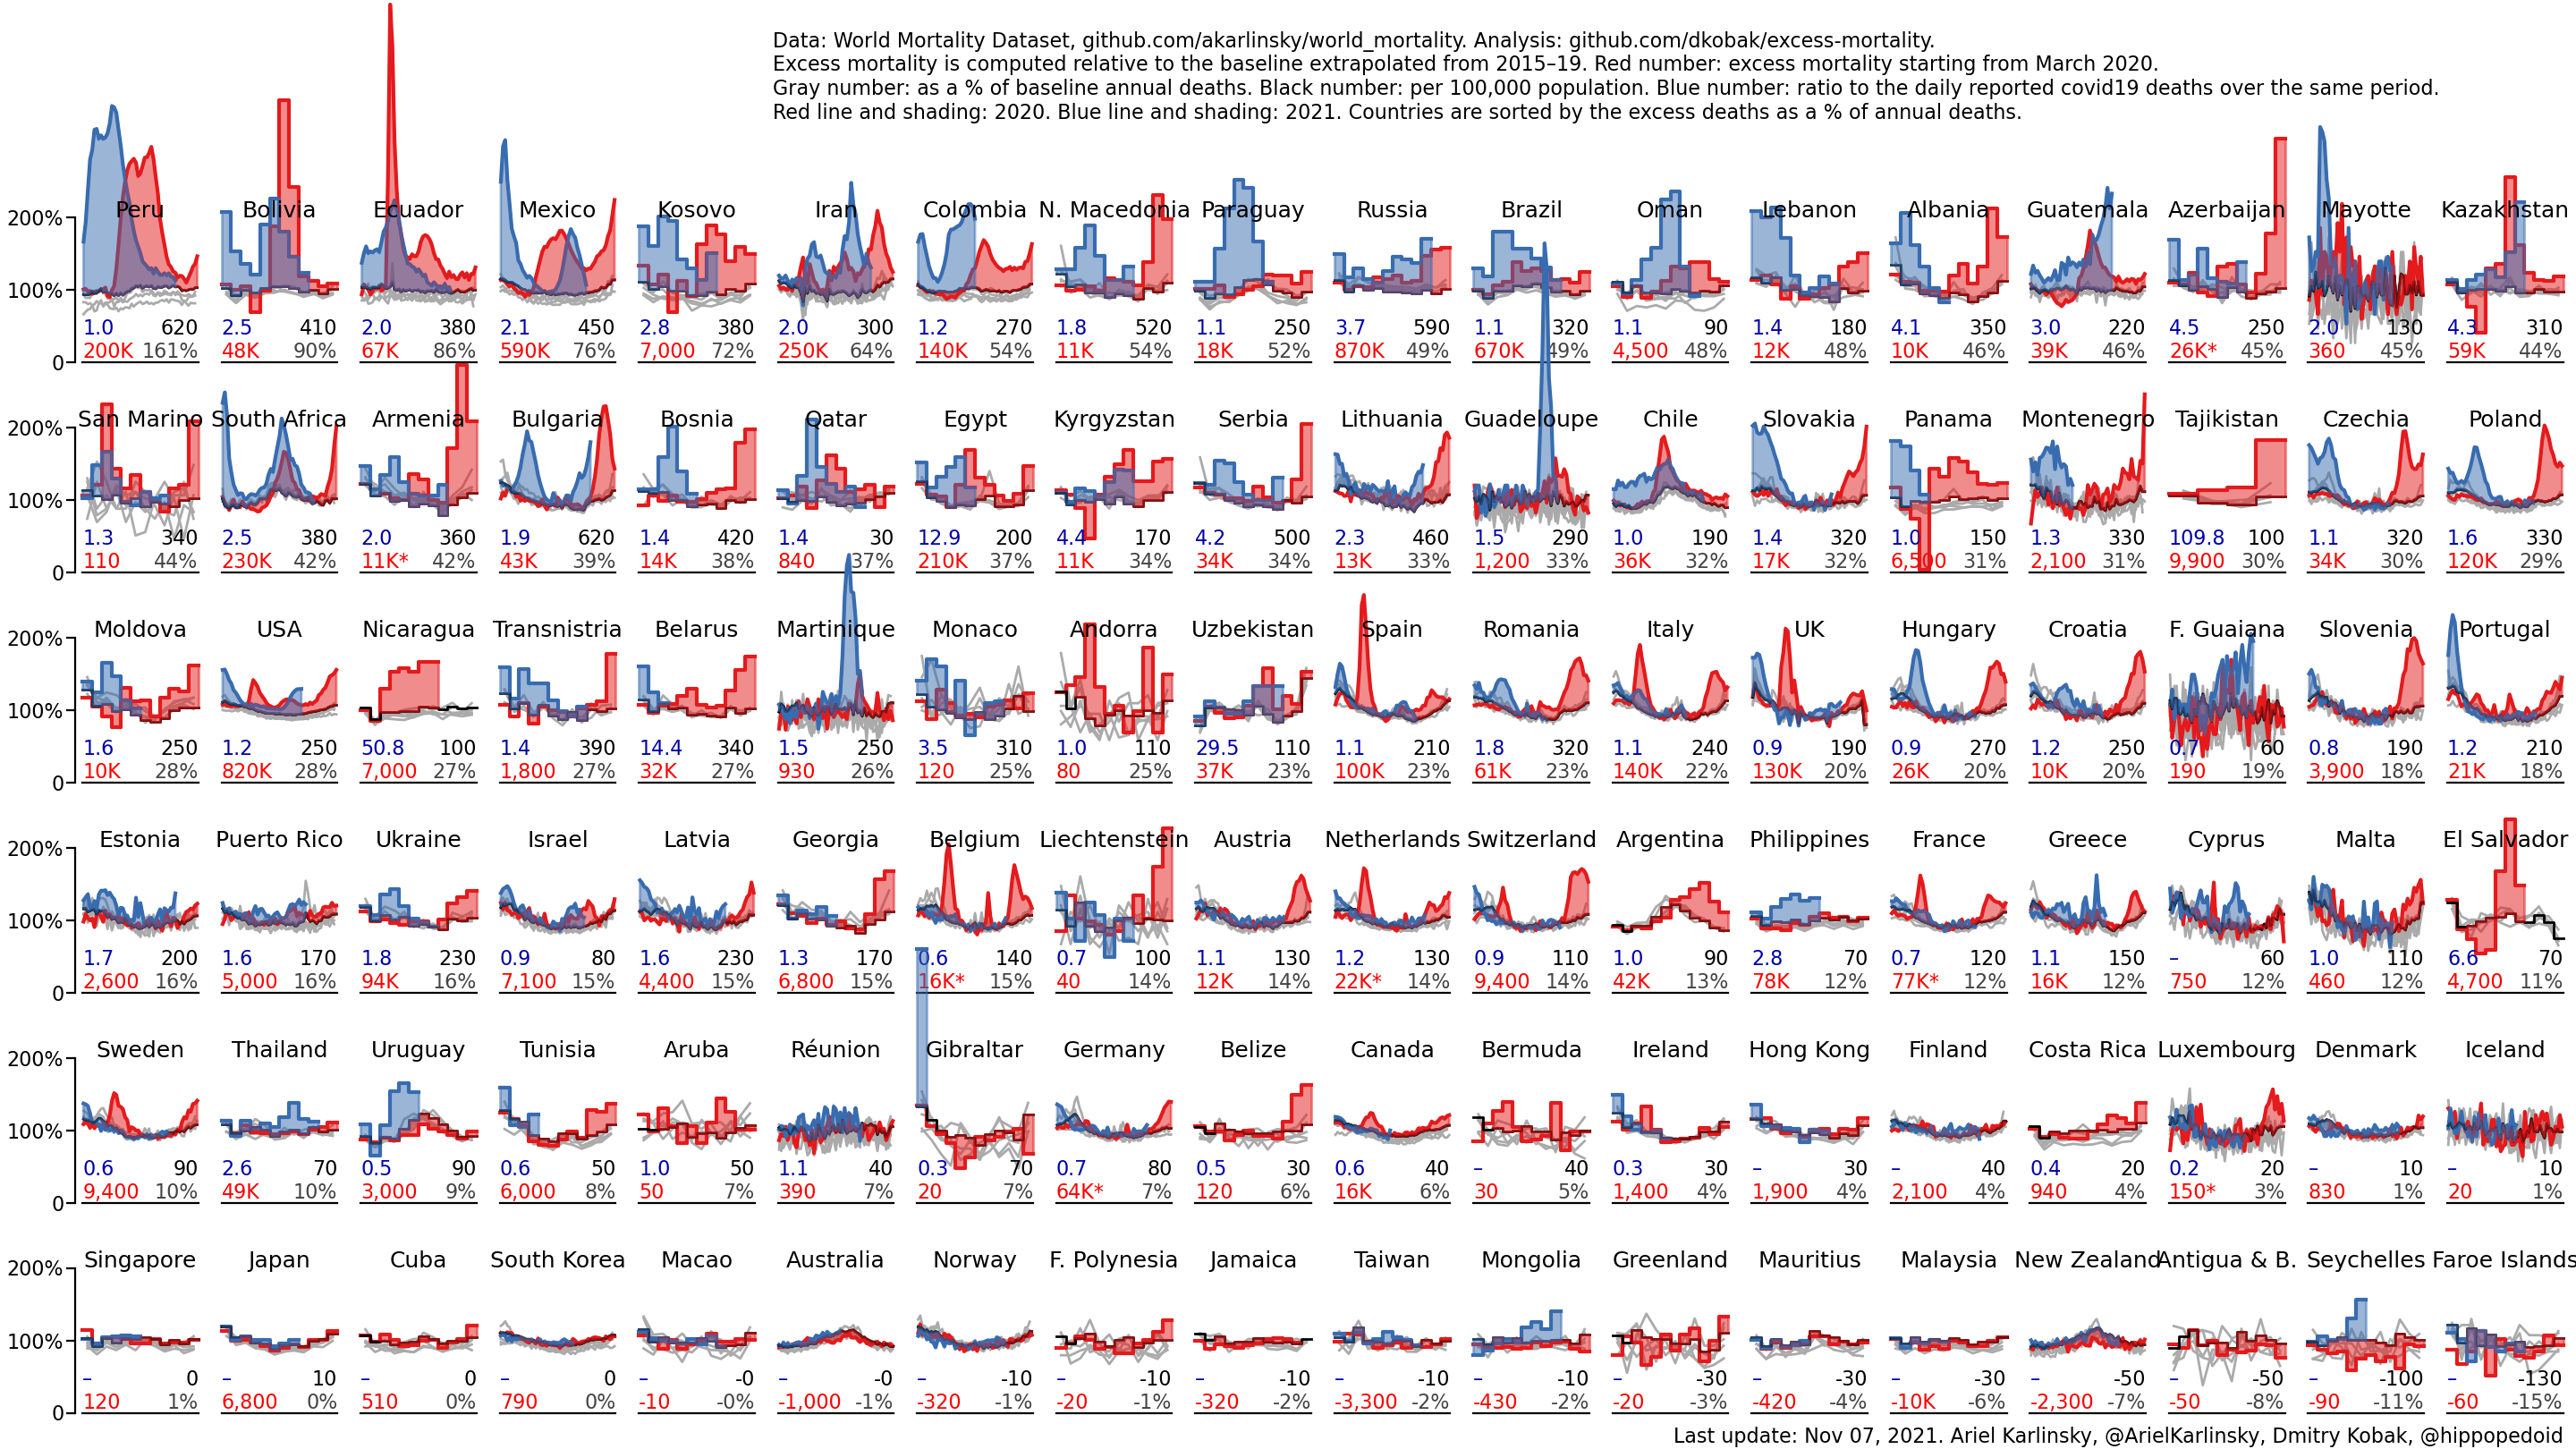 Data: World Mortality Dataset, github.com/akarlinsky/world_mortality. Analysis: github.com/dkobak/excess-mortality.
Excess mortality is computed relative to the baseline extrapolated from 2015–19. Red number: excess mortality starting from March 2020.
Gray number: as a % of baseline annual deaths. Black number: per 100,000 population. Blue number: ratio to the daily reported covid19 deaths over the same period.
Red line and shading: 2020. Blue line and shading: 2021. Countries are sorted by the excess deaths as a % of annual deaths.
200% Peru Bolivia Ecuador Mexico Kosovo Iran Colombia N. Macedonia Paraguay Russia Brazil Oman Lebanon Albania Guatemala Azerbaijan Mayotte Kazakhstan
100%
1.0 620 2.5 410 2.0 380 2.1 450 2.8 380 2.0 300 1.2 270 1.8 520 1.1 250 3.7 590 1.1 320 1.1 90 1.4 180 4.1 350 3.0 220 4.5 250 2.0 130 4.3 310
0 200K 161% 48K 90% 67K 86% 590K 76% 7,000 72% 250K 64% 140K 54% 11K 54% 18K 52% 870K 49% 670K 49% 4,500 48% 12K 48% 10K 46% 39K 46% 26K* 45% 360 45% 59K 44%
200% San Marino South Africa Armenia Bulgaria Bosnia Qatar Egypt Kyrgyzstan Serbia Lithuania Guadeloupe Chile Slovakia Panama Montenegro Tajikistan Czechia Poland
100%
1.3 340 2.5 380 2.0 360 1.9 620 1.4 420 1.4 30 12.9 200 4.4 170 4.2 500 2.3 460 1.5 290 1.0 190 1.4 320 1.0 150 1.3 330 109.8 100 1.1 320 1.6 330
0 110 44% 230K 42% 11K* 42% 43K 39% 14K 38% 840 37% 210K 37% 11K 34% 34K 34% 13K 33% 1,200 33% 36K 32% 17K 32% 6,500 31% 2,100 31% 9,900 30% 34K 30% 120K 29%
200% Moldova USA Nicaragua Transnistria Belarus Martinique Monaco Andorra Uzbekistan Spain Romania Italy UK Hungary Croatia F. Guaiana Slovenia Portugal
100%
1.6 250 1.2 250 50.8 100 1.4 390 14.4 340 1.5 250 3.5 310 1.0 110 29.5 110 1.1 210 1.8 320 1.1 240 0.9 190 0.9 270 1.2 250 0.7 60 0.8 190 1.2 210
0 10K 28% 820K 28% 7,000 27% 1,800 27% 32K 27% 930 26% 120 25% 80 25% 37K 23% 100K 23% 61K 23% 140K 22% 130K 20% 26K 20% 10K 20% 190 19% 3,900 18% 21K 18%
200% Estonia Puerto Rico Ukraine Israel Latvia Georgia Belgium Liechtenstein Austria Netherlands Switzerland Argentina Philippines France Greece Cyprus Malta El Salvador
100%
1.7 200 1.6 170 1.8 230 0.9 80 1.6 230 1.3 170 0.6 140 0.7 100 1.1 130 1.2 130 0.9 110 1.0 90 2.8 70 0.7 120 1.1 150 – 60 1.0 110 6.6 70
0 2,600 16% 5,000 16% 94K 16% 7,100 15% 4,400 15% 6,800 15% 16K* 15% 40 14% 12K 14% 22K* 14% 9,400 14% 42K 13% 78K 12% 77K* 12% 16K 12% 750 12% 460 12% 4,700 11%
200% Sweden Thailand Uruguay Tunisia Aruba Réunion Gibraltar Germany Belize Canada Bermuda Ireland Hong Kong Finland Costa Rica Luxembourg Denmark Iceland
100%
0.6 90 2.6 70 0.5 90 0.6 50 1.0 50 1.1 40 0.3 70 0.7 80 0.5 30 0.6 40 – 40 0.3 30 – 30 – 40 0.4 20 0.2 20 – 10 – 10
0 9,400 10% 49K 10% 3,000 9% 6,000 8% 50 7% 390 7% 20 7% 64K* 7% 120 6% 16K 6% 30 5% 1,400 4% 1,900 4% 2,100 4% 940 4% 150* 3% 830 1% 20 1%
200% Singapore Japan Cuba South Korea Macao Australia Norway F. Polynesia Jamaica Taiwan Mongolia Greenland Mauritius Malaysia New Zealand Antigua & B. Seychelles Faroe Islands
100%
– 0 – 10 – 0 – 0 – -0 – -0 – -10 – -10 – -10 – -10 – -10 – -30 – -30 – -30 – -50 – -50 – -100 – -130
0 120 1% 6,800 0% 510 0% 790 0% -10 -0% -1,000 -1% -320 -1% -20 -1% -320 -2% -3,300 -2% -430 -2% -20 -3% -420 -4% -10K -6% -2,300 -7% -50 -8% -90 -11% -60 -15%
Last update: Nov 07, 2021. Ariel Karlinsky, @ArielKarlinsky, Dmitry Kobak, @hippopedoid